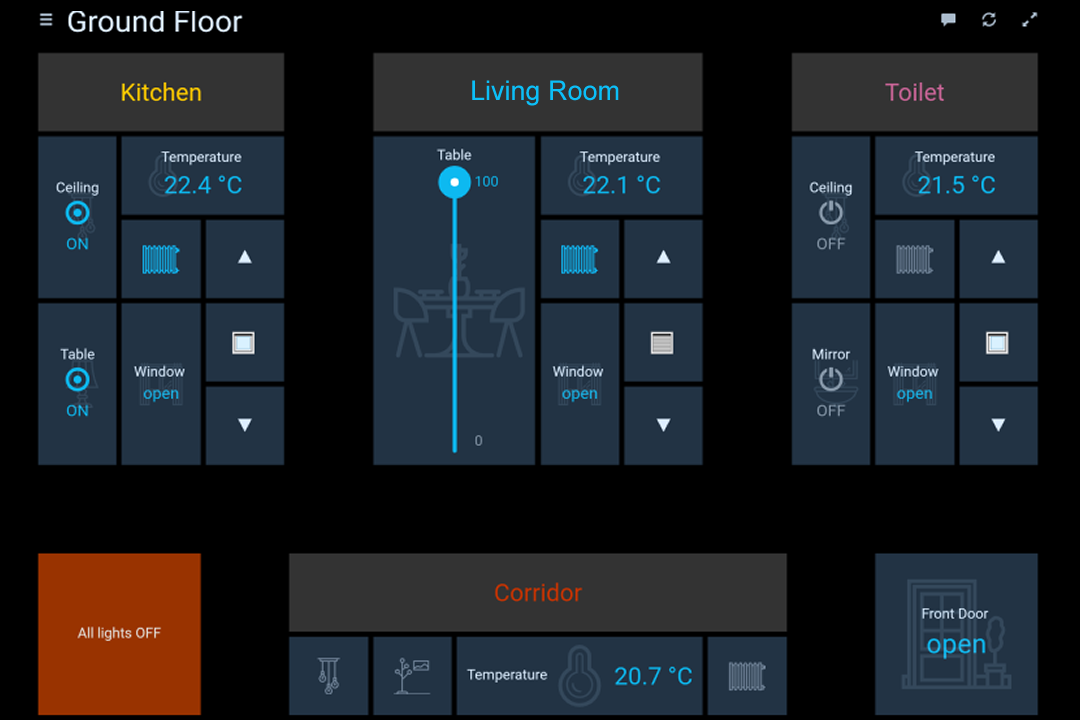 Ground Floor
Kitchen
Ceiling
ON
Temperature
22.4 °C
Table
ON
Window
open
Living Room
Table
100
0
Temperature
22.1 °C
Window
open
Toilet
Ceiling
OFF
Temperature
21.5 °C
Mirror
OFF
Window
open
All lights OFF
Corridor
Temperature
20.7 °C
Front Door
open